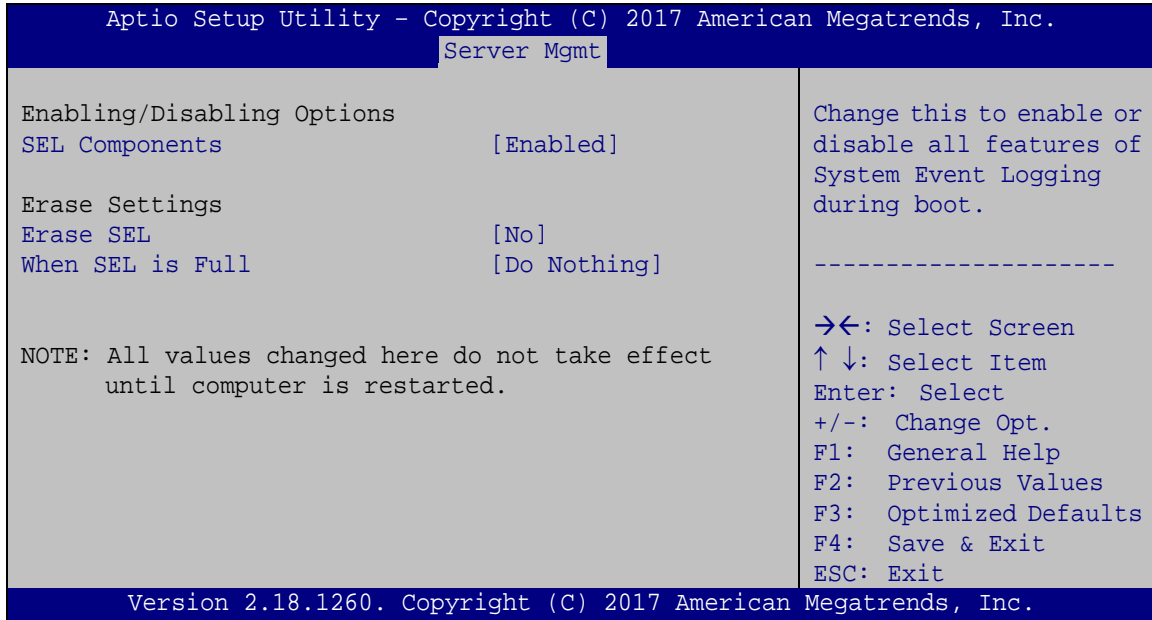 Aptio Setup Utility – Copyright (C) 2017 American Megatrends, Inc.
Server Mgmt
Enabling/Disabling Options
SEL Components [Enabled]
Erase Settings
Erase SEL [No]
When SEL is Full [Do Nothing]
NOTE: All values changed here do not take effect
until computer is restarted.
Change this to enable or
disable all features of
System Event Logging
during boot.
---------------------
→←: Select Screen
↑ ↓: Select Item
Enter: Select
+/-: Change Opt.
F1: General Help
F2: Previous Values
F3: Optimized Defaults
F4: Save & Exit
ESC: Exit
Version 2.18.1260. Copyright (C) 2017 American Megatrends, Inc.